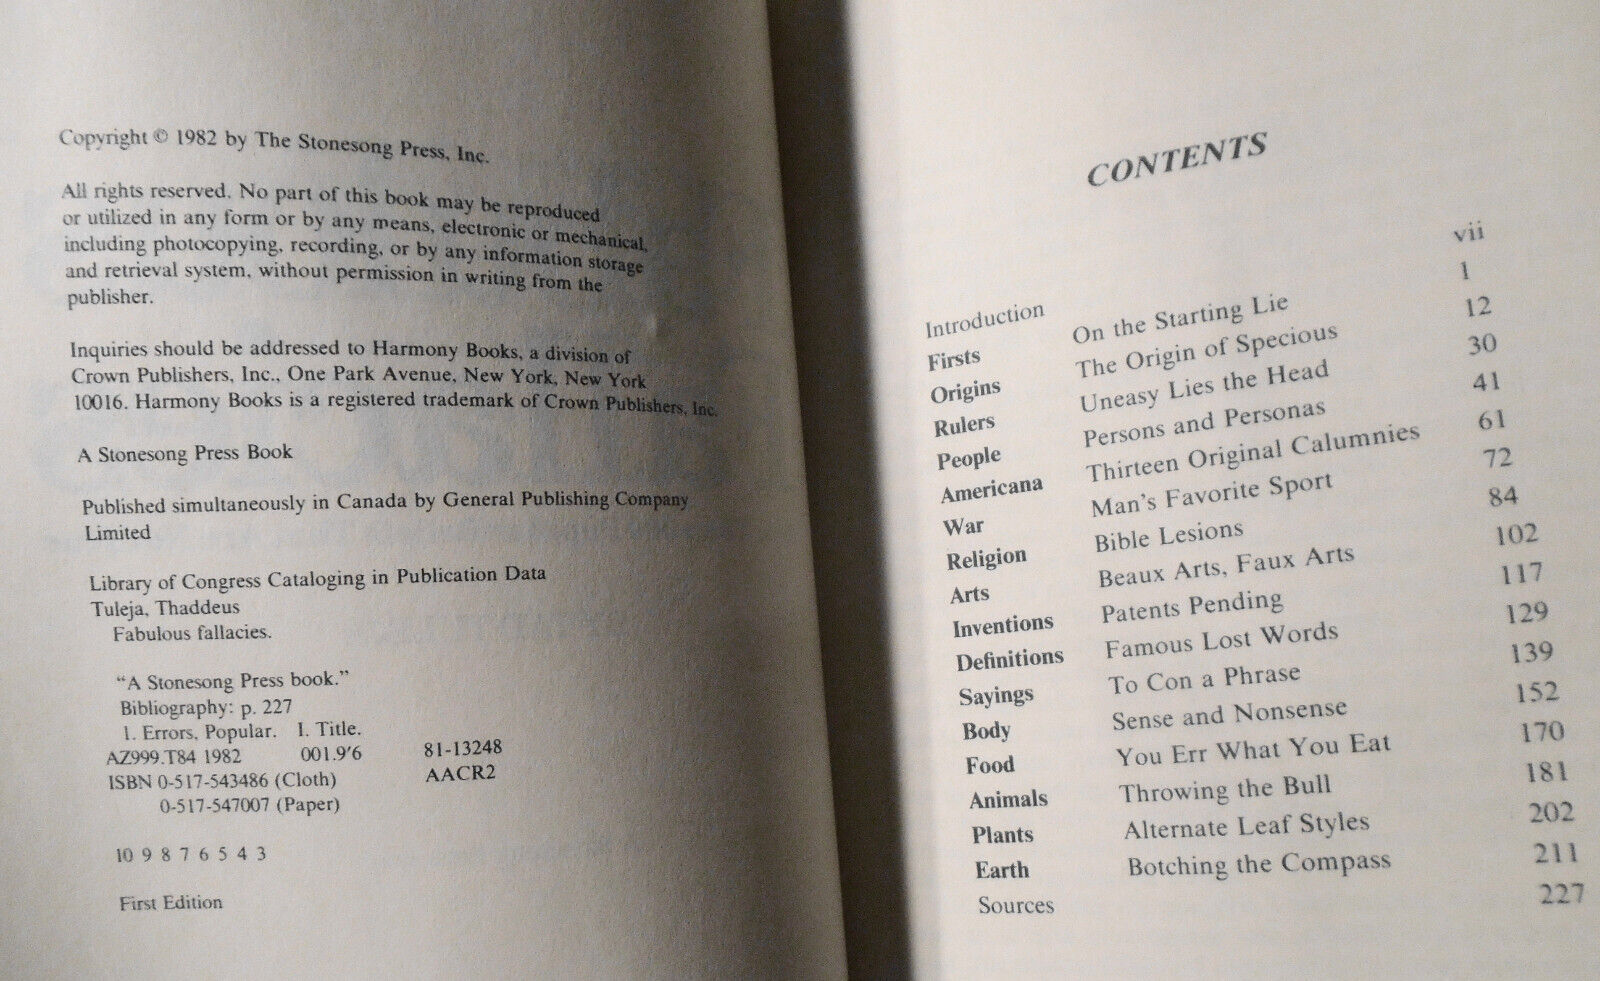 Copyright © 1982 by The Stonesong Press, Inc.
All rights reserved. No part of this book may be reproduced
or utilized in any form or by any means, electronic or mechanical,
including photocopying, recording, or by any information storage
and retrieval system, without permission in writing from the
publisher.
Inquiries should be addressed to Harmony Books, a division of
Crown Publishers, Inc., One Park Avenue, New York, New York
10016. Harmony Books is a registered trademark of Crown Publishers, Inc.
A Stonesong Press Book
Published simultaneously in Canada by General Publishing Company
Limited
Library of Congress Cataloging in Publication Data
Tuleja, Thaddeus
Fabulous fallacies.
"A Stonesong Press book."
Bibliography: p. 227
1. Errors, Popular. I. Title.
AZ999.T84 1982 001.9'6 81-13248
ISBN 0-517-543486 (Cloth) AACR2
0-517-547007 (Paper)
10 9 8 7 6 5 4 3
First Edition
CONTENTS
Introduction vii
Firsts On the Starting Lie 1
Origins The Origin of Specious 12
Rulers Uneasy Lies the Head 30
People Persons and Personas 41
Americana Thirteen Original Calumnies 61
War Man's Favorite Sport 72
Religion Bible Lesions 84
Arts Beaux Arts, Faux Arts 102
Inventions Patents Pending 117
Definitions Famous Lost Words 129
Sayings To Con a Phrase 139
Body Sense and Nonsense 152
Food You Err What You Eat 170
Animals Throwing the Bull 181
Plants Alternate Leaf Styles 202
Earth Botching the Compass 211
Sources 227